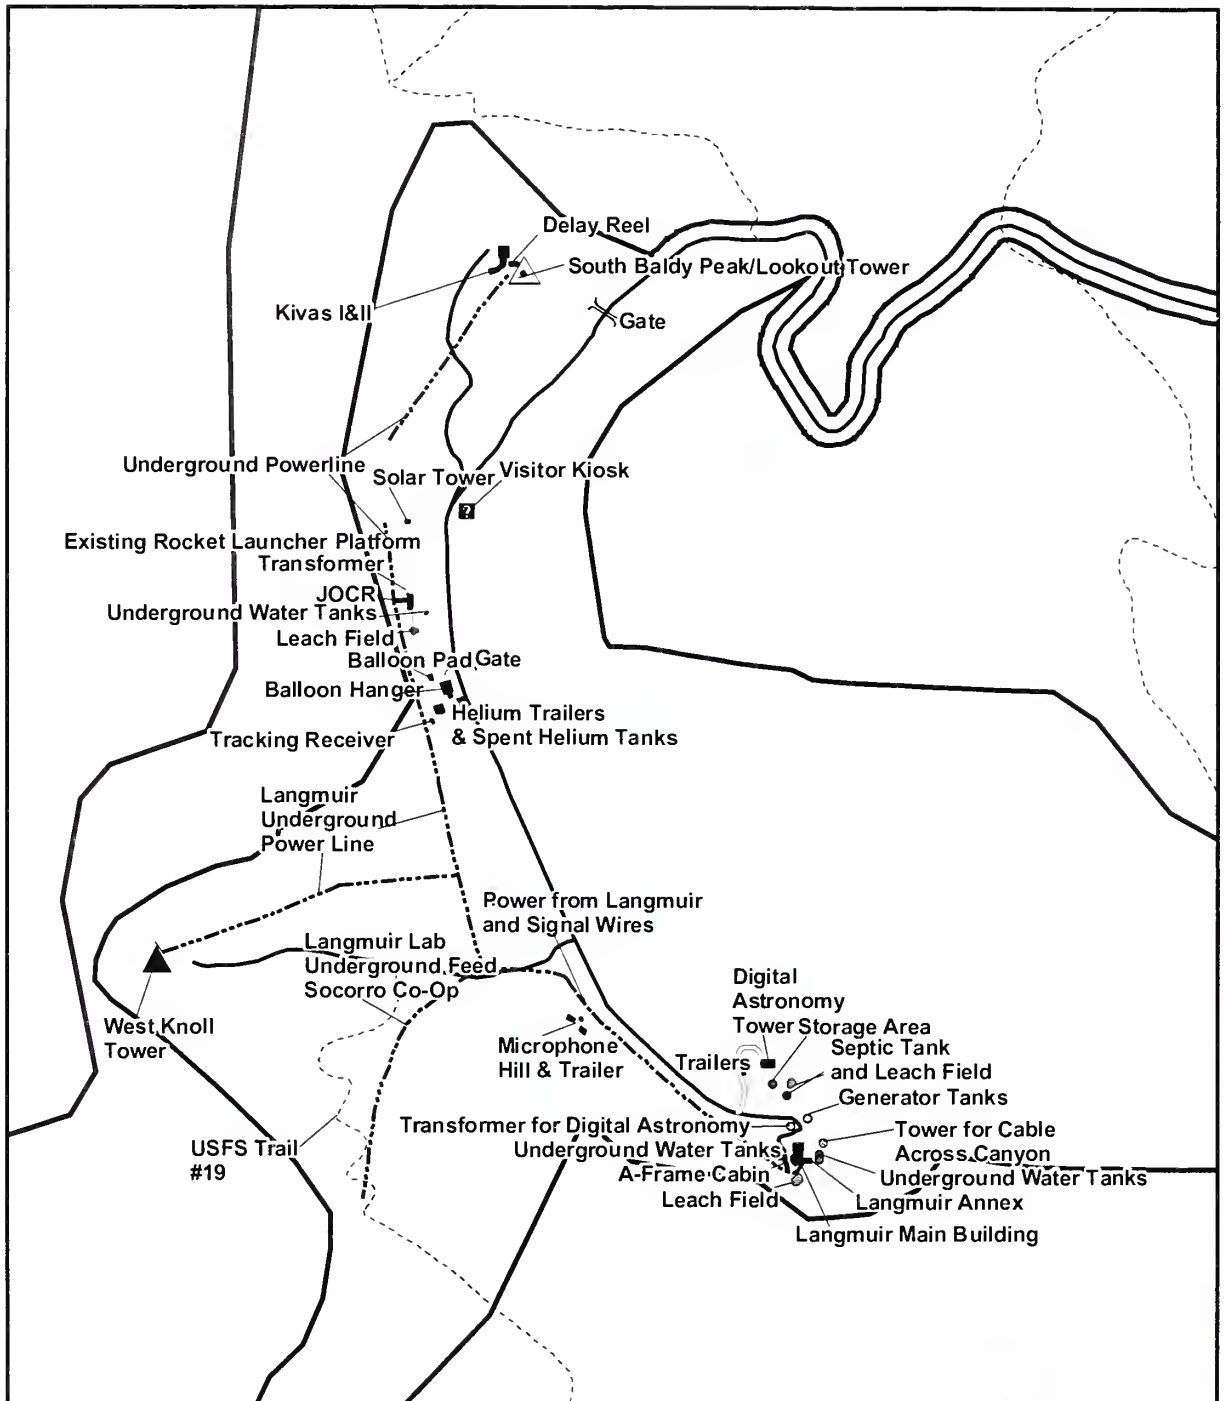 Delay Reel
South Baldy Peak/Lookout Tower
Kivas I&II
Gate
Underground Powerline
Solar Tower
Visitor Kiosk
?
Existing Rocket Launcher Platform
Transformer
JOCR
Underground Water Tanks
Leach Field
Balloon Pad
Gate
Balloon Hanger
Helium Trailers
& Spent Helium Tanks
Tracking Receiver
Langmuir
Underground
Power Line
Power from Langmuir
and Signal Wires
Langmuir Lab
Underground Feed
Socorro Co-Op
West Knoll
Tower
Digital
Astronomy
Tower
Storage Area
Septic Tank
and Leach Field
Microphone
Hill & Trailer
Trailers
Generator Tanks
Transformer for Digital Astronomy
Tower for Cable
Across Canyon
USFS Trail
#19
Underground Water Tanks
A-Frame Cabin
Leach Field
Underground Water Tanks
Langmuir Annex
Langmuir Main Building